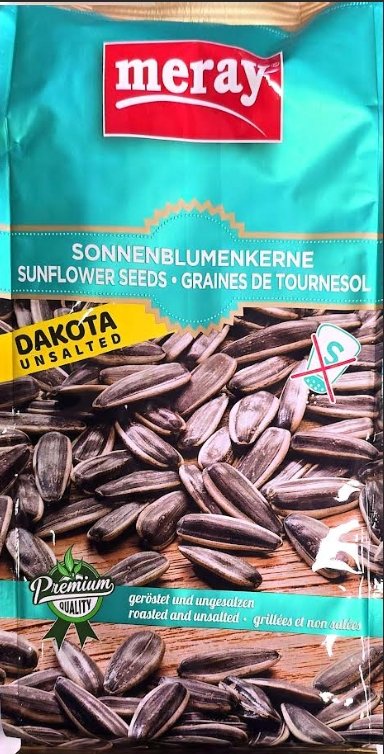 meray
SONNENBLUMENKERNE
SUNFLOWER SEEDS • GRAINES DE TOURNESOL
DAKOTA
UNSALTED
S
Premium
QUALITY
geröstet und ungesalzen
roasted and unsalted • grillées et non salées